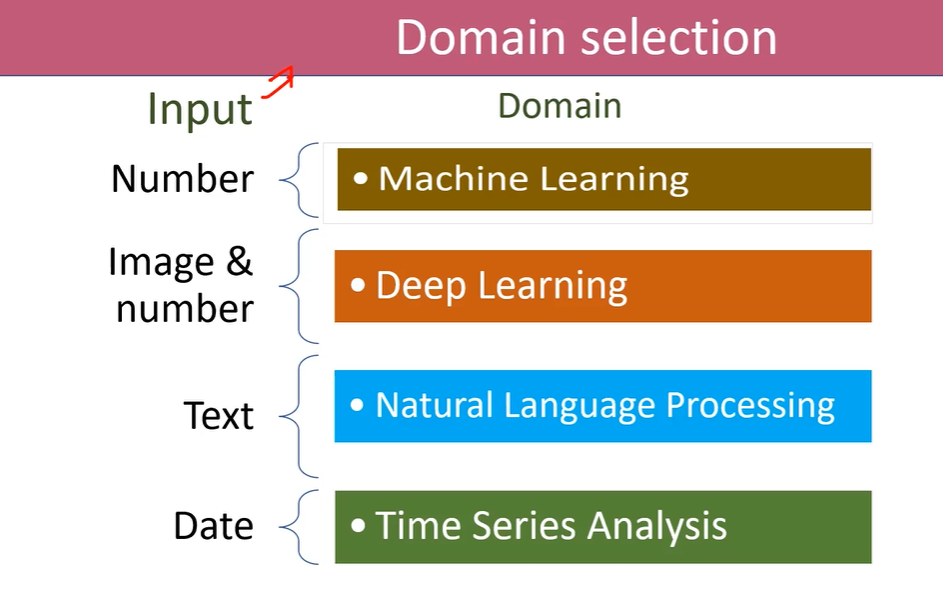 Domain selection
Input
Domain
Number
• Machine Learning
Image &
number
• Deep Learning
Text
• Natural Language Processing
Date
• Time Series Analysis